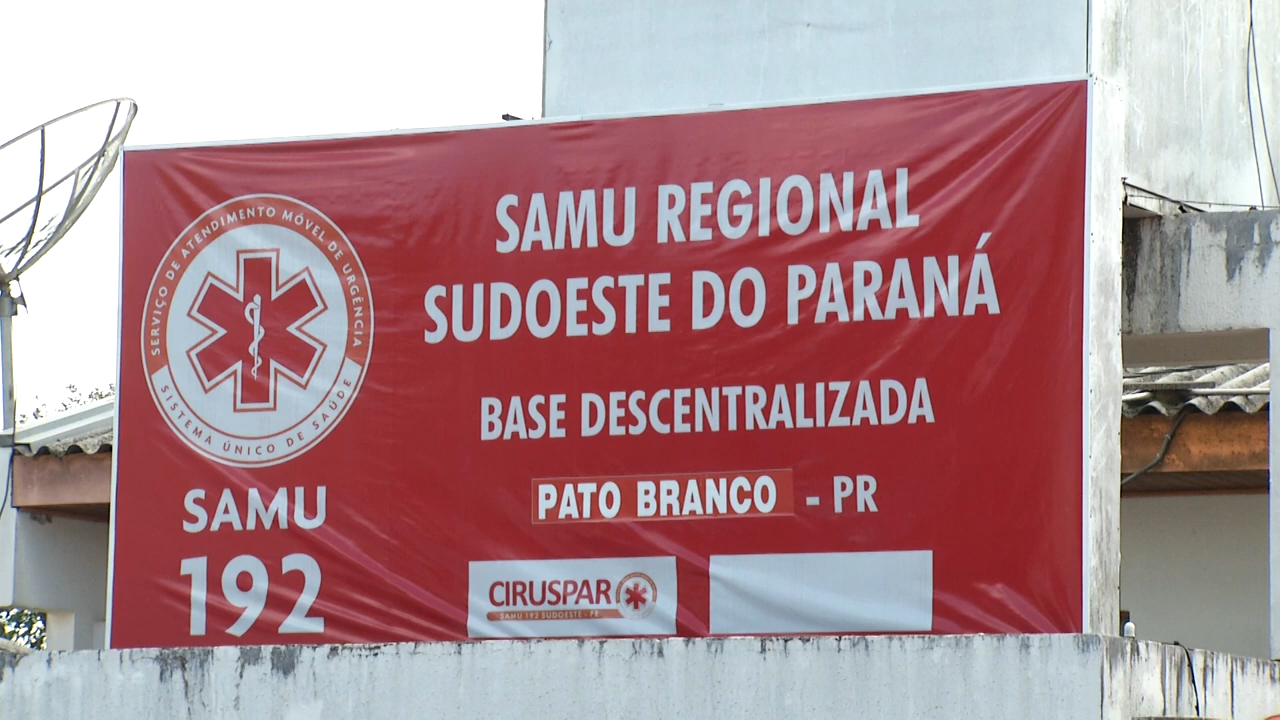 SERVIÇO DE ATENDIMENTO MÓVEL DE URGÊNCIA
SISTEMA ÚNICO DE SAÚDE
SAMU
192
SAMU REGIONAL
SUDOESTE DO PARANÁ
BASE DESCENTRALIZADA
PATO BRANCO - PR
CIRUSPAR
SAMU 192 SUDOESTE - PR